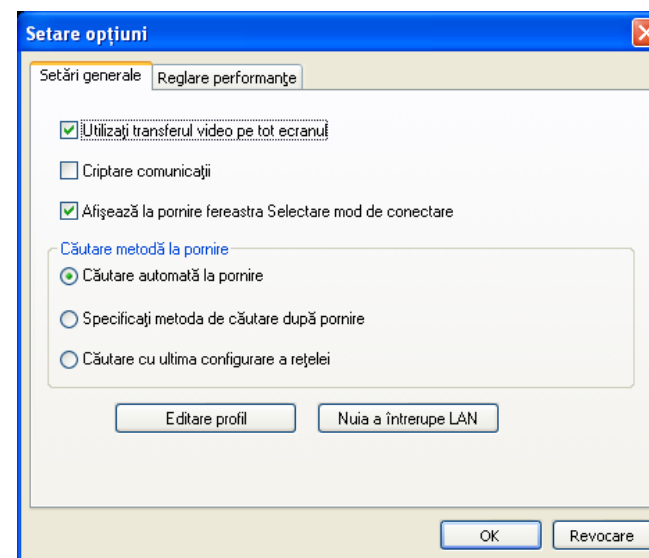 Setare opțiuni
Setări generale
Reglare performanțe
Utilizați transferul video pe tot ecranul
Criptare comunicații
Afișează la pornire fereastra Selectare mod de conectare
Căutare metodă la pornire
Căutare automată la pornire
Specificați metoda de căutare după pornire
Căutare cu ultima configurare a rețelei
Editare profil
Nuia a întrerupe LAN
OK
Revocare